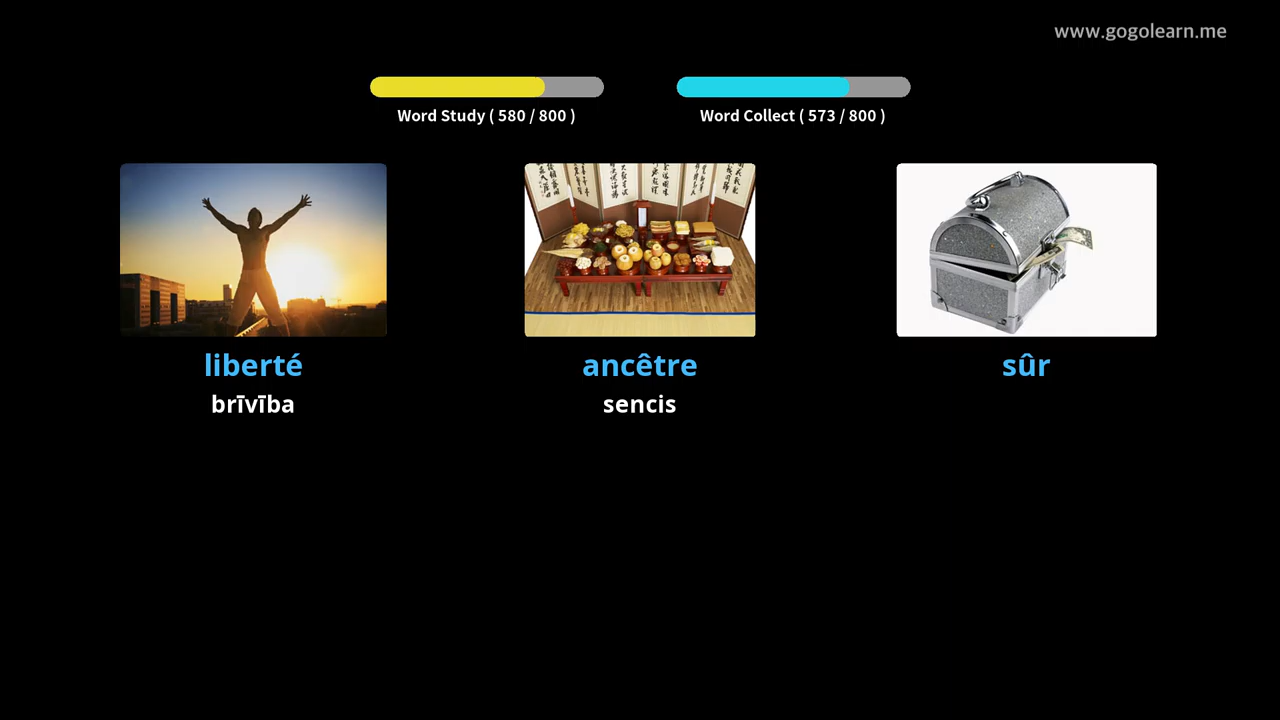 www.gogolearn.me
Word Study ( 580 / 800 )
Word Collect ( 573 / 800 )
liberté
ancêtre
sûr
brīvība
sencis